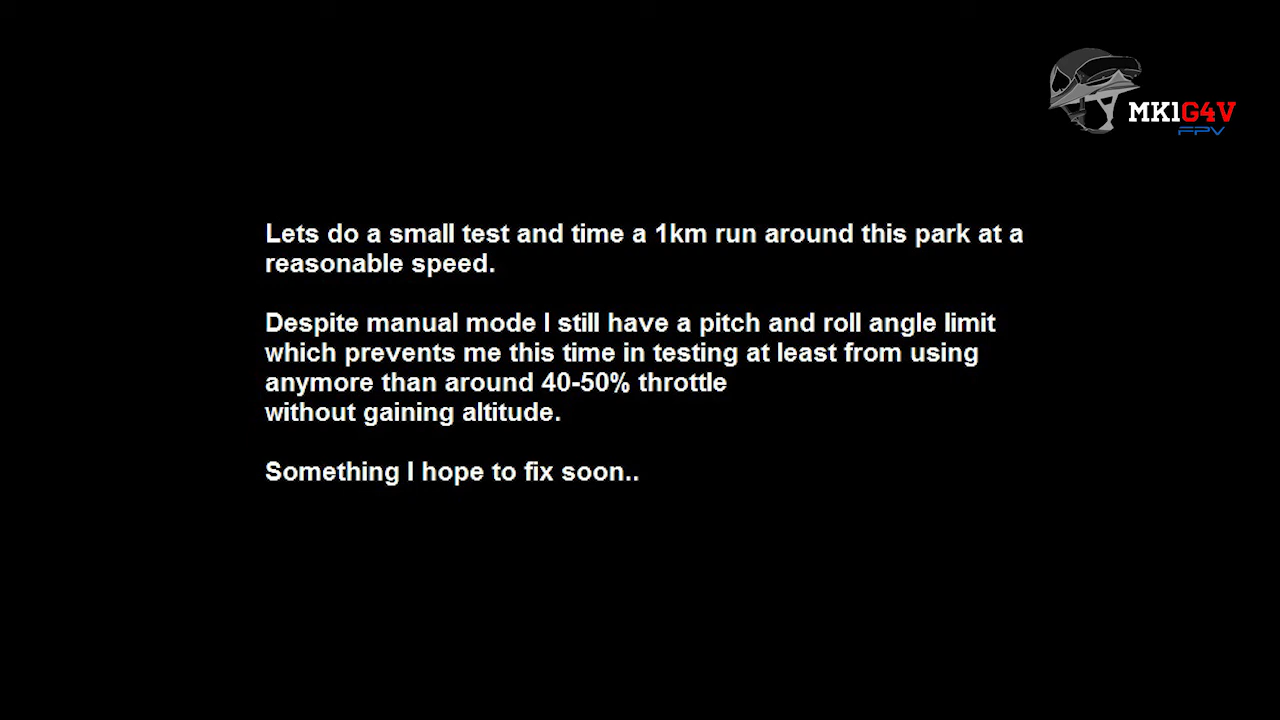 MK1G4V
FPV
Lets do a small test and time a 1km run around this park at a
reasonable speed.
Despite manual mode I still have a pitch and roll angle limit
which prevents me this time in testing at least from using
anymore than around 40-50% throttle
without gaining altitude.
Something I hope to fix soon..